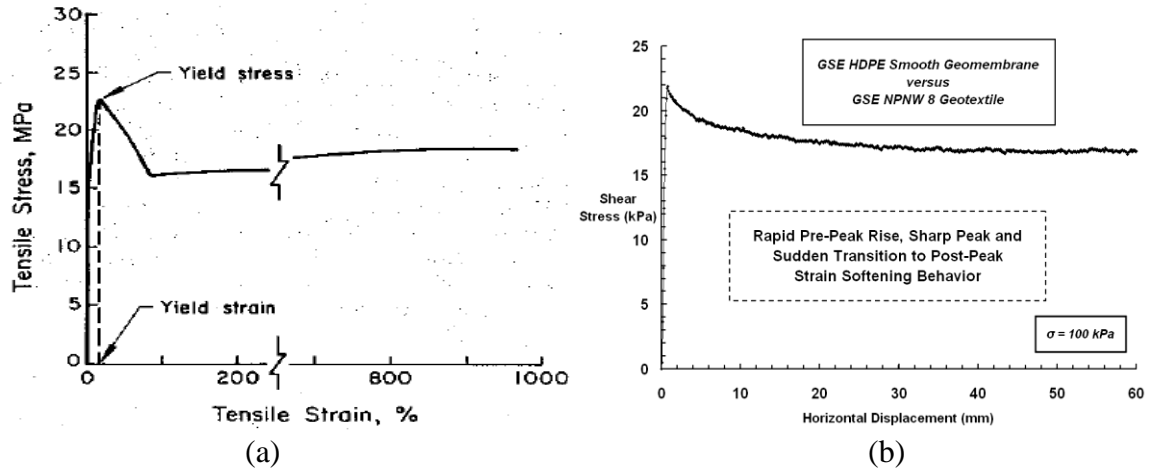 30
25
20
15
10
5
0
Tensile Stress, MPa
Yield stress
Yield strain
0
200
800
1000
Tensile Strain, %
(a)
25
20
15
10
5
0
Shear
Stress (kPa)
GSE HDPE Smooth Geomembrane
versus
GSE NPNW 8 Geotextile
Rapid Pre-Peak Rise, Sharp Peak and
Sudden Transition to Post-Peak
Strain Softening Behavior
σ = 100 kPa
0
10
20
30
40
50
60
Horizontal Displacement (mm)
(b)